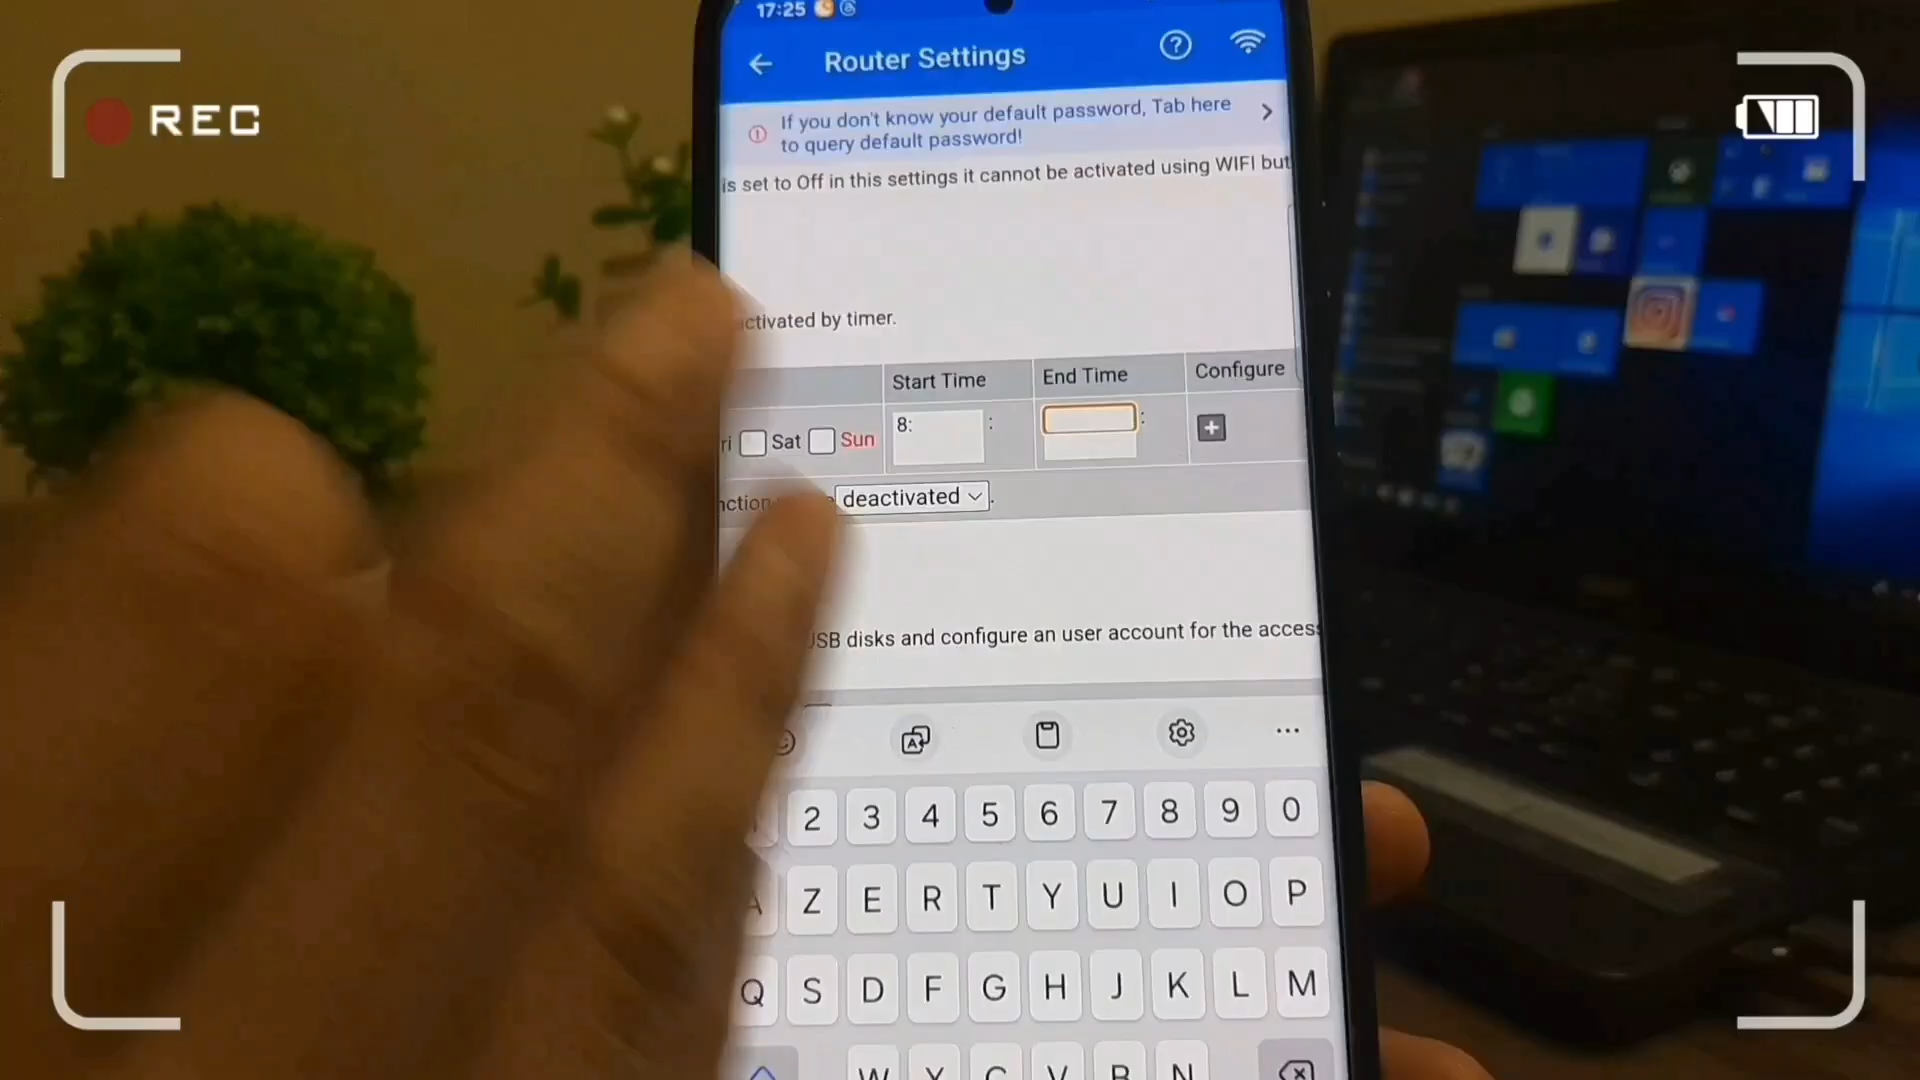 17:25
REC
Router Settings
If you don't know your default password, Tab here
to query default password!
is set to Off in this settings it cannot be activated using WIFI but
ctivated by timer.
Start Time
End Time
Configure
Sat
Sun
8:
:
:
+
deactivated
.
USB disks and configure an user account for the access
2 3 4 5 6 7 8 9 0
A Z E R T Y U I O P
Q S D F G H J K L M
W X C V B N